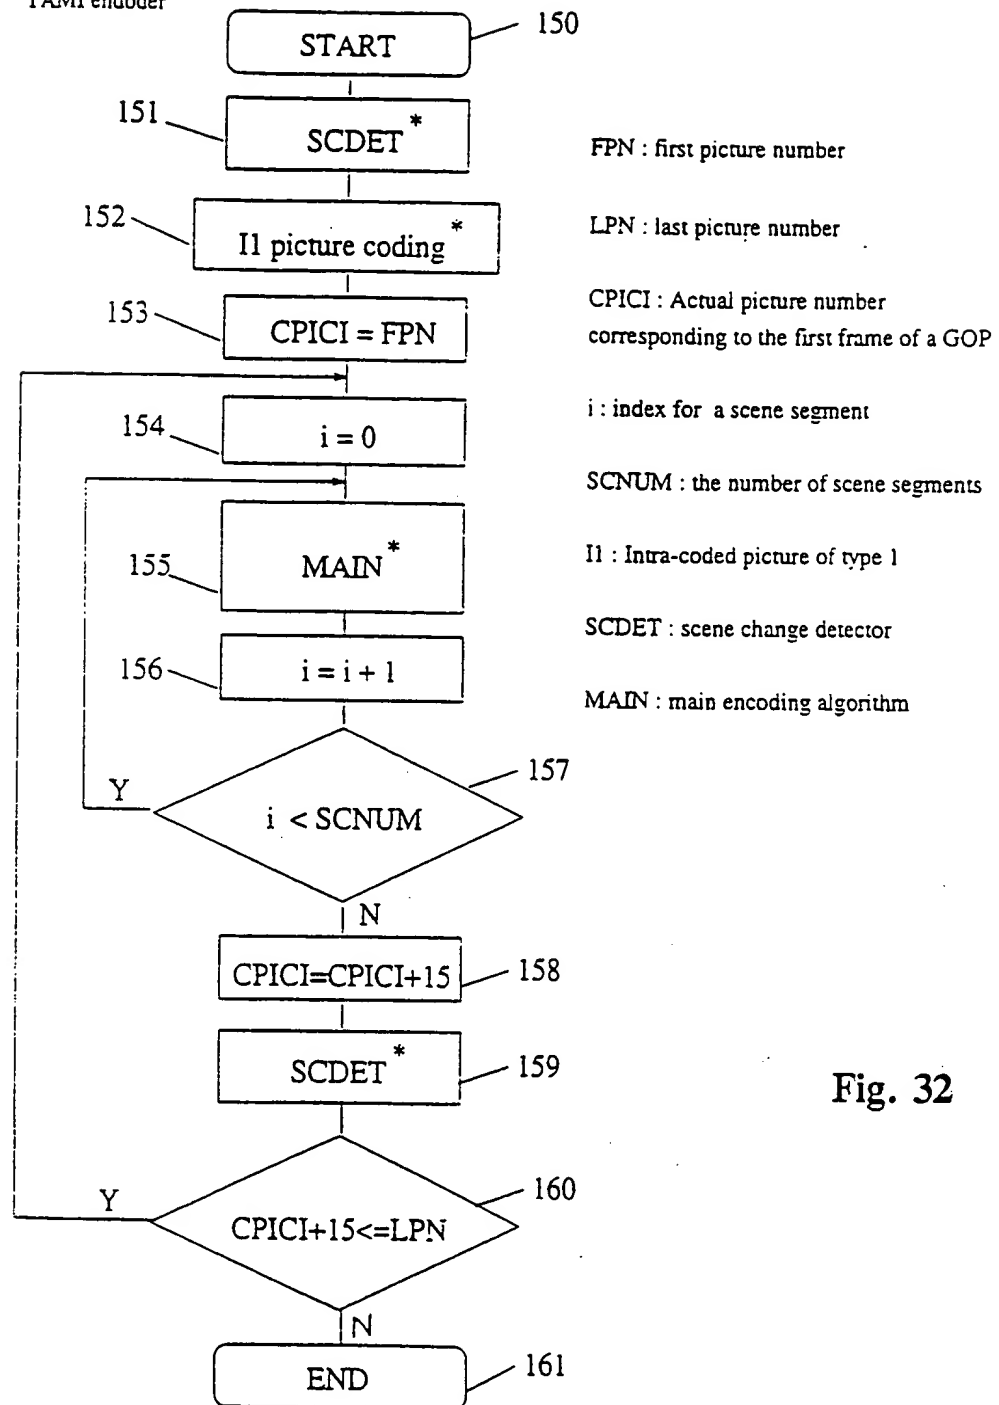 150
START
151
SCDET*
FPN : first picture number
152
I1 picture coding*
LPN : last picture number
153
CPICI = FPN
CPICI : Actual picture number
corresponding to the first frame of a GOP
154
i = 0
i : index for a scene segment
SCNUM : the number of scene segments
155
MAIN*
I1 : Intra-coded picture of type 1
SCDET : scene change detector
156
i = i + 1
MAIN : main encoding algorithm
157
Y
i < SCNUM
N
CPICI=CPICI+15
158
SCDET*
159
Fig. 32
Y
160
CPICI+15<=LPN
N
END
161